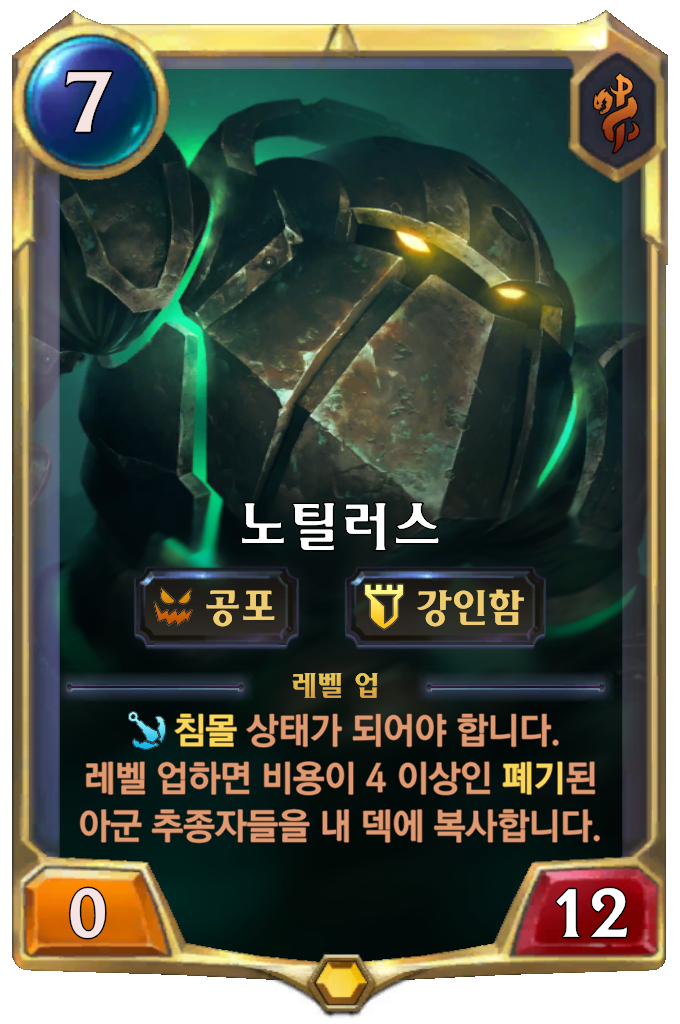 7
노틸러스
공포
강인함
레벨 업
침몰 상태가 되어야 합니다.
레벨 업하면 비용이 4 이상인 폐기된
아군 추종자들을 내 덱에 복사합니다.
0
12